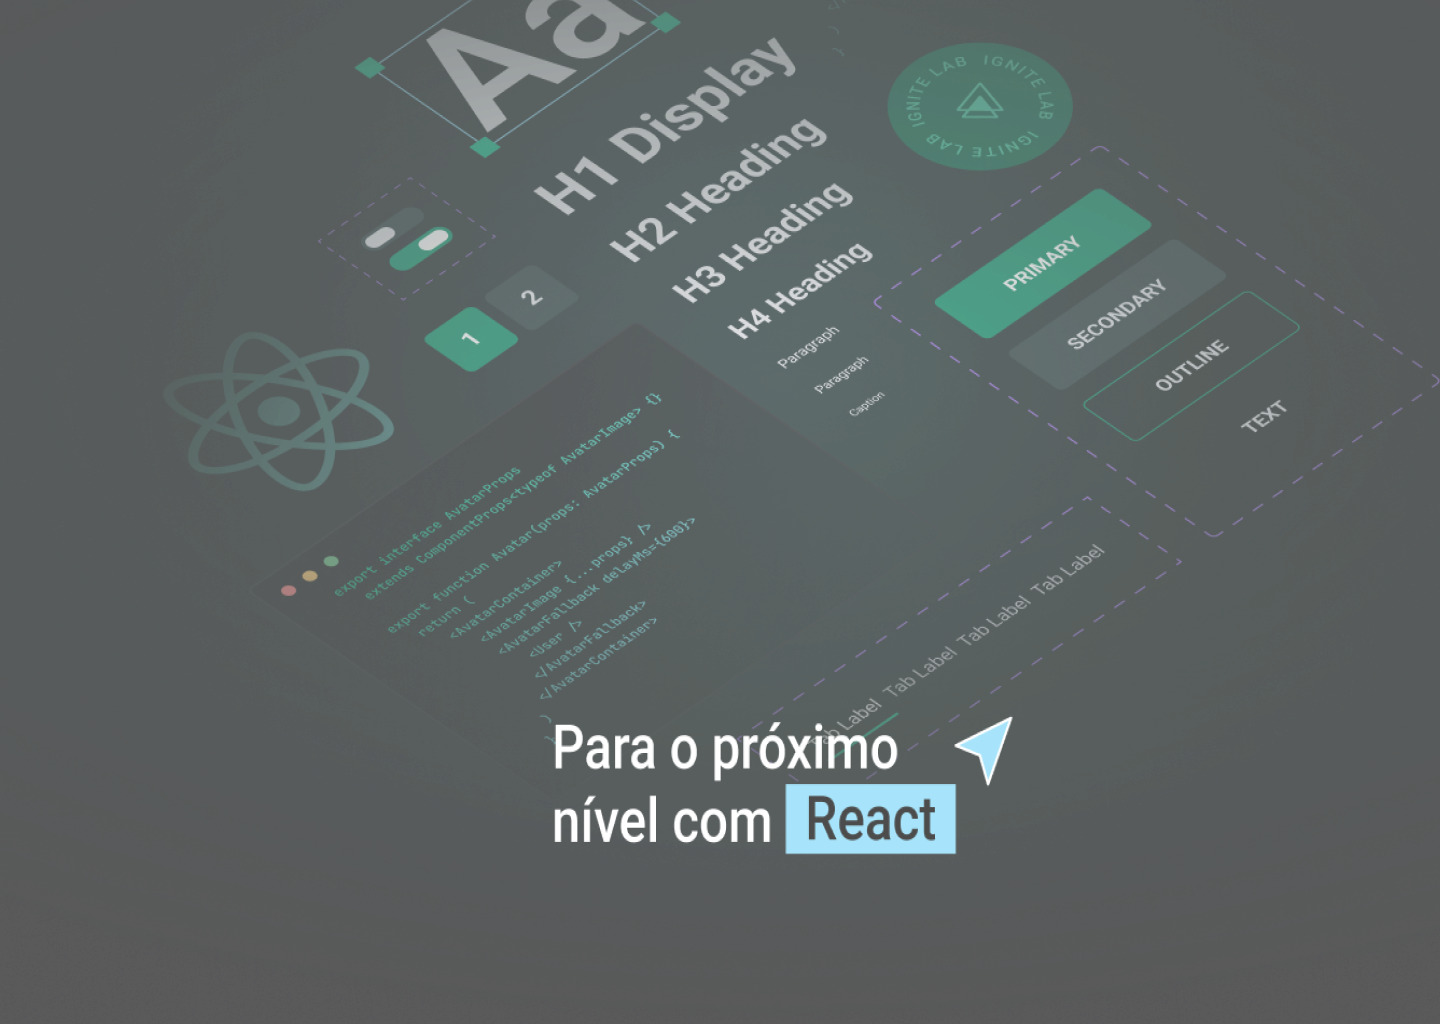 Aa
H1 Display
H2 Heading
H3 Heading
H4 Heading
Paragraph
Paragraph
Caption
IGNITE LAB IGNITE LAB IGNITE LAB IGNITE LAB
1
2
PRIMARY
SECONDARY
OUTLINE
TEXT
export interface AvatarProps
extends ComponentProps<typeof AvatarImage> {}
export function Avatar(props: AvatarProps) {
return (
<AvatarContainer>
<AvatarImage {...props} />
<AvatarFallback delayMs={600}>
<User />
</AvatarFallback>
</AvatarContainer>
)
}
Tab Label Tab Label Tab Label Tab Label
Para o próximo
nível com React